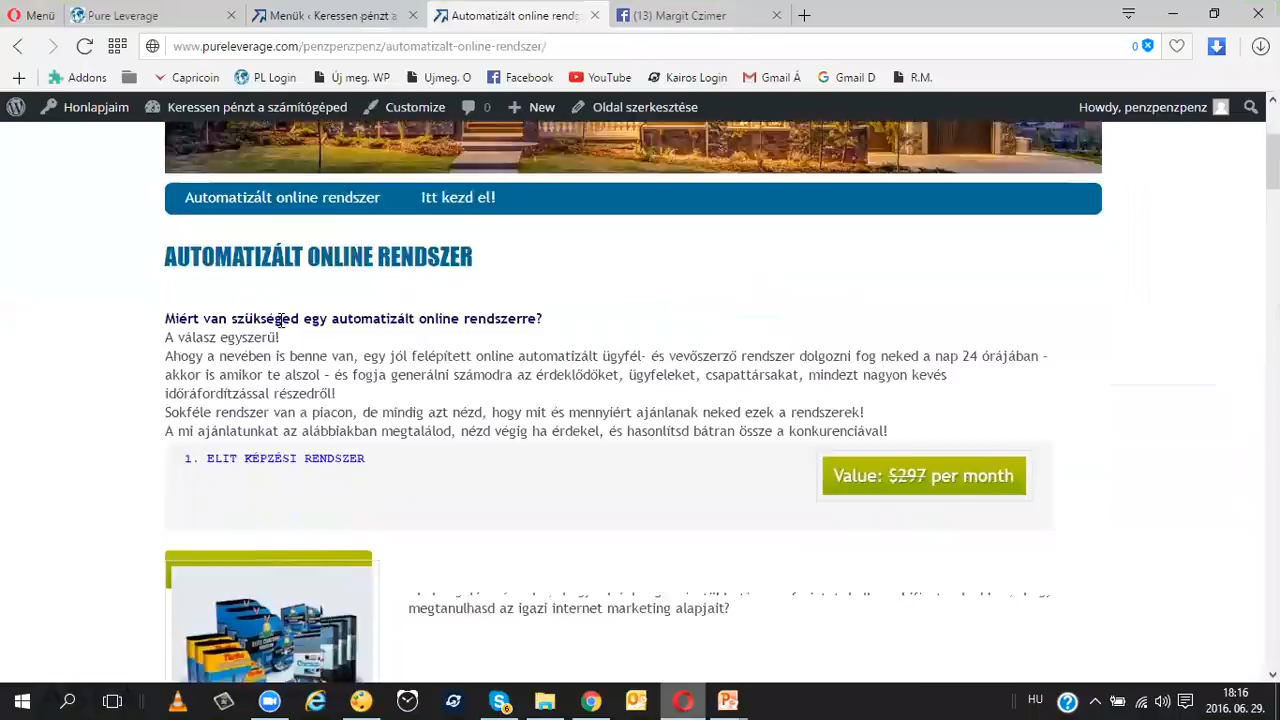 Menü
Pure Leverage
Menük ‹ Keressen pénzt
Automatizált online rends
(13) Margit Czimer
www.pureleverage.com/penzpenzpenz/automatizalt-online-rendszer/
0
Addons
Capricoin
PL Login
Új meg. WP
Újmeg. O
Facebook
YouTube
Kairos Login
Gmail Á
Gmail D
R.M.
Honlapjaim
Keressen pénzt a számítógéped
Customize
0
New
Oldal szerkesztése
Howdy, penzpenzpenz
Automatizált online rendszer
Itt kezd el!
AUTOMATIZÁLT ONLINE RENDSZER
Miért van szükséged egy automatizált online rendszerre?
A válasz egyszerű!
Ahogy a nevében is benne van, egy jól felépített online automatizált ügyfél- és vevőszerző rendszer dolgozni fog neked a nap 24 órájában -
akkor is amikor te alszol – és fogja generálni számodra az érdeklődőket, ügyfeleket, csapattársakat, mindezt nagyon kevés
időráfordítzással részedről!
Sokféle rendszer van a piacon, de mindig azt nézd, hogy mit és mennyiért ajánlanak neked ezek a rendszerek!
A mi ajánlatunkat az alábbiakban megtalálod, nézd végig ha érdekel, és hasonlítsd bátran össze a konkurenciával!
1. ELIT KÉPZÉSI RENDSZER
Value: $297 per month
megtanulhasd az igazi internet marketing alapjait?
HU
18:16
2016. 06. 29.